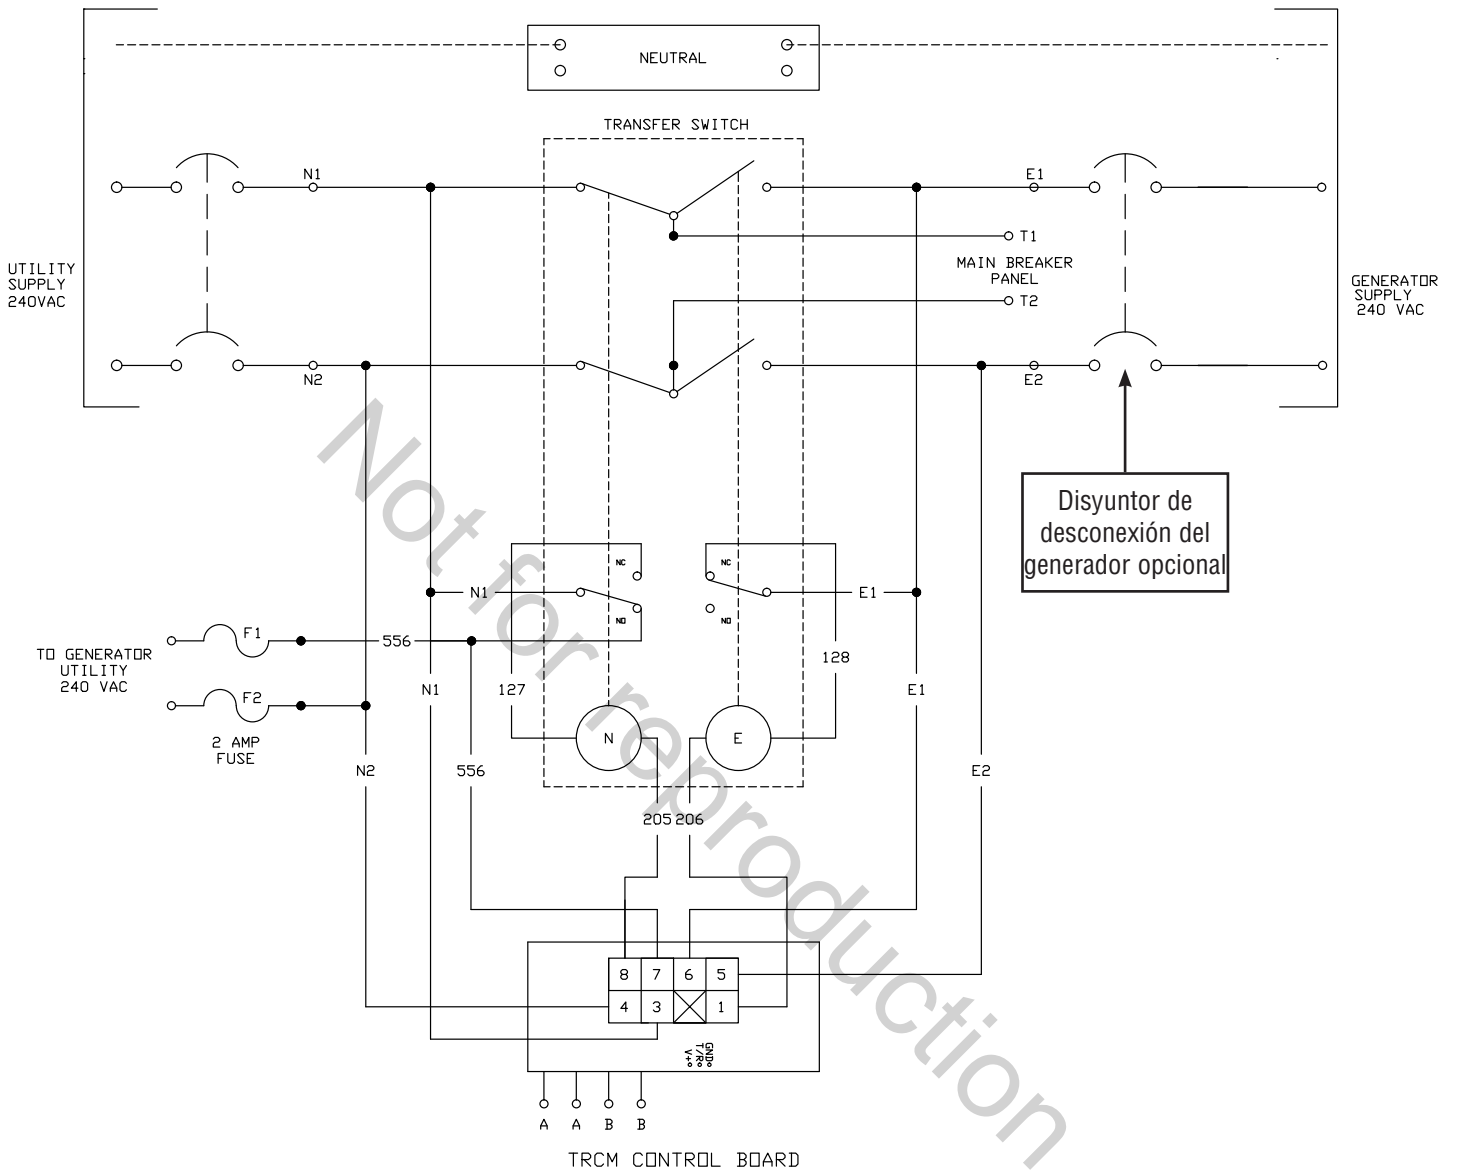 NEUTRAL
TRANSFER SWITCH
N1
E1
T1
MAIN BREAKER
PANEL
T2
UTILITY
SUPPLY
240VAC
GENERATOR
SUPPLY
240 VAC
N2
E2
Disyuntor de
desconexión del
generador opcional
NC
NC
N1
E1
NO
NO
F1
556
TO GENERATOR
UTILITY
240 VAC
128
N1
127
E1
F2
N
E
2 AMP
FUSE
N2
556
E2
205
206
8
7
6
5
4
3
1
GND
T/R
V+
A
A
B
B
TRCM CONTROL BOARD
Not for reproduction